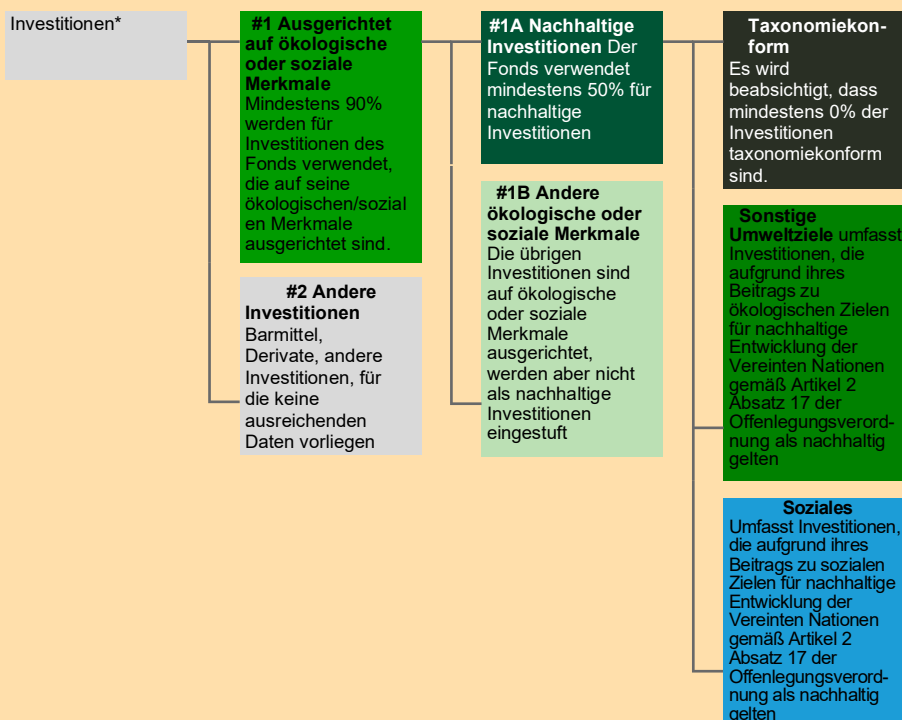 Investitionen*
#1 Ausgerichtet
auf ökologische
oder soziale
Merkmale
Mindestens 90%
werden für
Investitionen des
Fonds verwendet,
die auf seine
ökologischen/sozial
en Merkmale
ausgerichtet sind.
#2 Andere
Investitionen
Barmittel,
Derivate, andere
Investitionen, für
die keine
ausreichenden
Daten vorliegen
#1A Nachhaltige
Investitionen Der
Fonds verwendet
mindestens 50% für
nachhaltige
Investitionen
#1B Andere
ökologische oder
soziale Merkmale
Die übrigen
Investitionen sind
auf ökologische
oder soziale
Merkmale
ausgerichtet,
werden aber nicht
als nachhaltige
Investitionen
eingestuft
Taxonomiekon-
form
Es wird
beabsichtigt, dass
mindestens 0% der
Investitionen
taxonomiekonform
sind.
Sonstige
Umweltziele umfasst
Investitionen, die
aufgrund ihres
Beitrags zu
ökologischen Zielen
für nachhaltige
Entwicklung der
Vereinten Nationen
gemäß Artikel 2
Absatz 17 der
Offenlegungsverord-
nung als nachhaltig
gelten
Soziales
Umfasst Investitionen,
die aufgrund ihres
Beitrags zu sozialen
Zielen für nachhaltige
Entwicklung der
Vereinten Nationen
gemäß Artikel 2
Absatz 17 der
Offenlegungsverord-
nung als nachhaltig
gelten